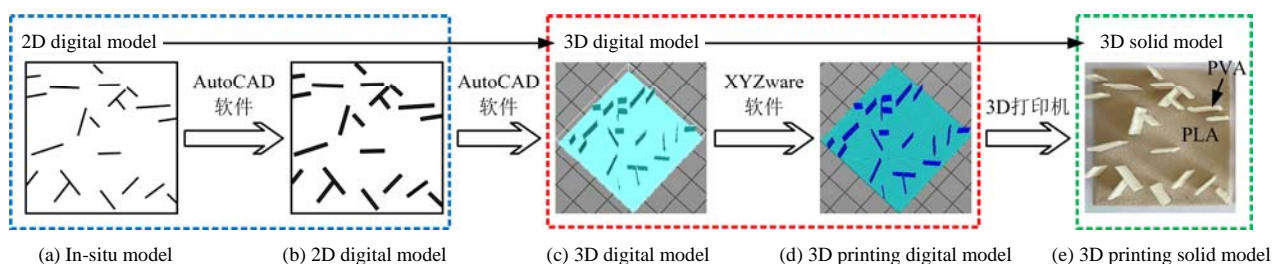 2D digital model
3D digital model
3D solid model
AutoCAD
软件
AutoCAD
软件
XYZware
软件
3D打印机
PVA
PLA
(a) In-situ model
(b) 2D digital model
(c) 3D digital model
(d) 3D printing digital model
(e) 3D printing solid model